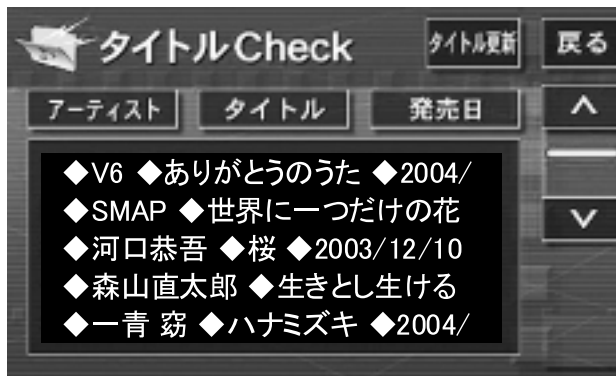 タイトルCheck
タイトル更新
戻る
アーティスト
タイトル
発売日
◆V6 ◆ありがとうのうた ◆2004/
◆SMAP ◆世界に一つだけの花
◆河口恭吾 ◆桜 ◆2003/12/10
◆森山直太郎 ◆生きとし生ける
◆一青 窈 ◆ハナミズキ ◆2004/